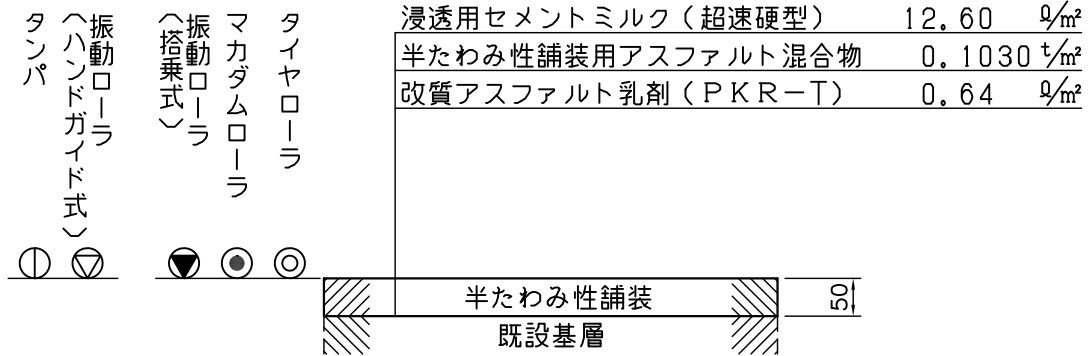 タンパ
振動ローラ
(ハンドガイド式)
振動ローラ
(搭乗式)
マカダムローラ
タイヤローラ
浸透用セメントミルク(超速硬型) 12.60 ℓ/㎡
半たわみ性舗装用アスファルト混合物 0.1030 t/㎡
改質アスファルト乳剤(PKR-T) 0.64 ℓ/㎡
半たわみ性舗装
50
既設基層